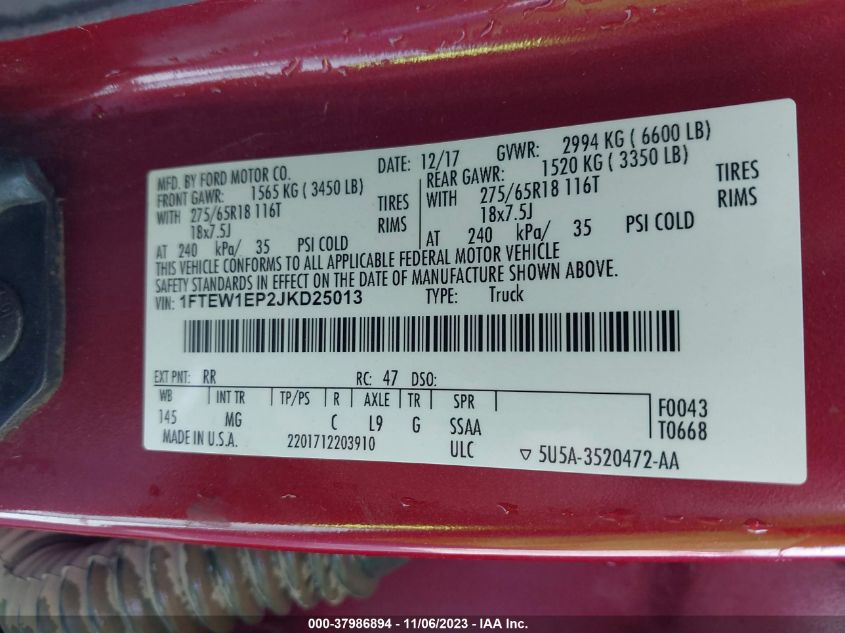 MFD. BY FORD MOTOR CO. DATE: 12/17 GVWR: 2994 KG ( 6600 LB)
FRONT GAWR: 1565 KG ( 3450 LB) REAR GAWR: 1520 KG ( 3350 LB)
WITH 275/65R18 116T TIRES WITH 275/65R18 116T TIRES
18x7.5J RIMS 18x7.5J RIMS
AT 240 kPa/ 35 PSI COLD AT 240 kPa/ 35 PSI COLD
THIS VEHICLE CONFORMS TO ALL APPLICABLE FEDERAL MOTOR VEHICLE
SAFETY STANDARDS IN EFFECT ON THE DATE OF MANUFACTURE SHOWN ABOVE.
VIN: 1FTEW1EP2JKD25013 TYPE: Truck
EXT PNT: RR RC: 47 DSO:
WB INT TR TP/PS R AXLE TR SPR F0043
145 MG C L9 G SSAA T0668
MADE IN U.S.A. 2201712203910 ULC ▽ 5U5A-3520472-AA
000-37986894 - 11/06/2023 - IAA Inc.